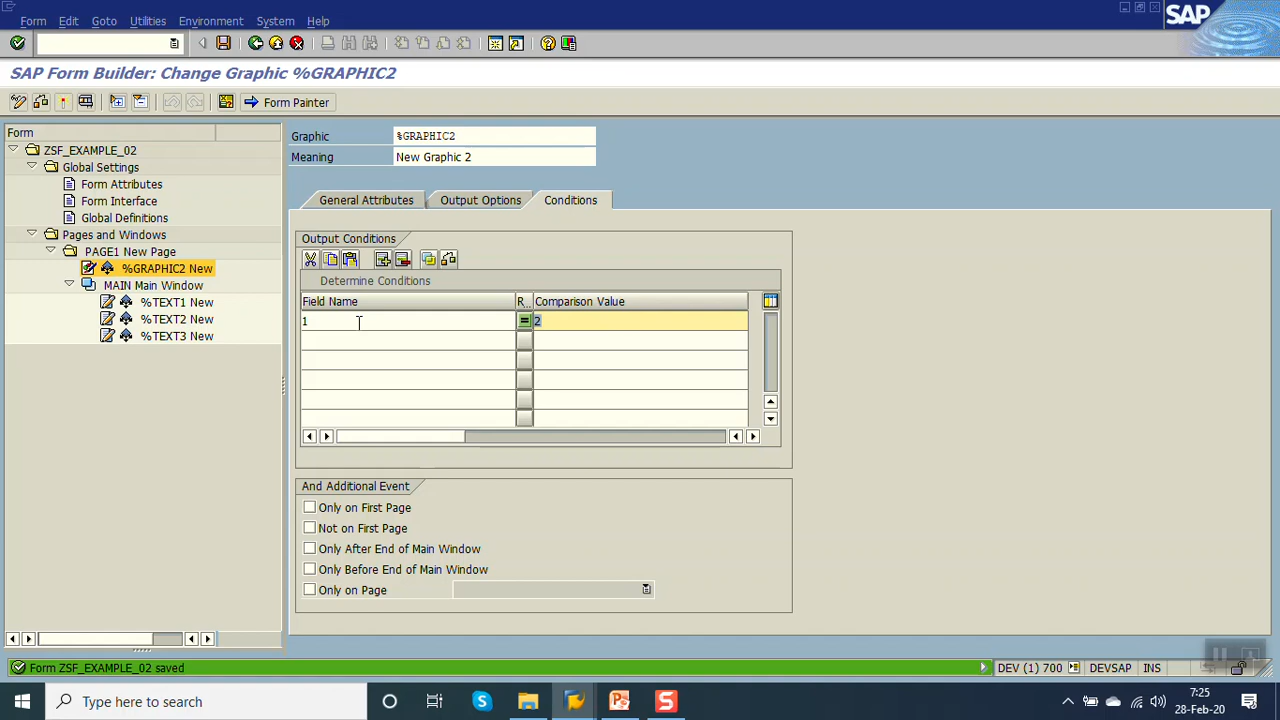 Form Edit Goto Utilities Environment System Help
SAP
SAP Form Builder: Change Graphic %GRAPHIC2
Form Painter
Form
ZSF_EXAMPLE_02
Global Settings
Form Attributes
Form Interface
Global Definitions
Pages and Windows
PAGE1 New Page
%GRAPHIC2 New
MAIN Main Window
%TEXT1 New
%TEXT2 New
%TEXT3 New
Graphic %GRAPHIC2
Meaning New Graphic 2
General Attributes Output Options Conditions
Output Conditions
Determine Conditions
Field Name R.. Comparison Value
1 = 2
And Additional Event
Only on First Page
Not on First Page
Only After End of Main Window
Only Before End of Main Window
Only on Page
Form ZSF_EXAMPLE_02 saved
DEV (1) 700 DEVSAP INS
Type here to search
7:25
28-Feb-20